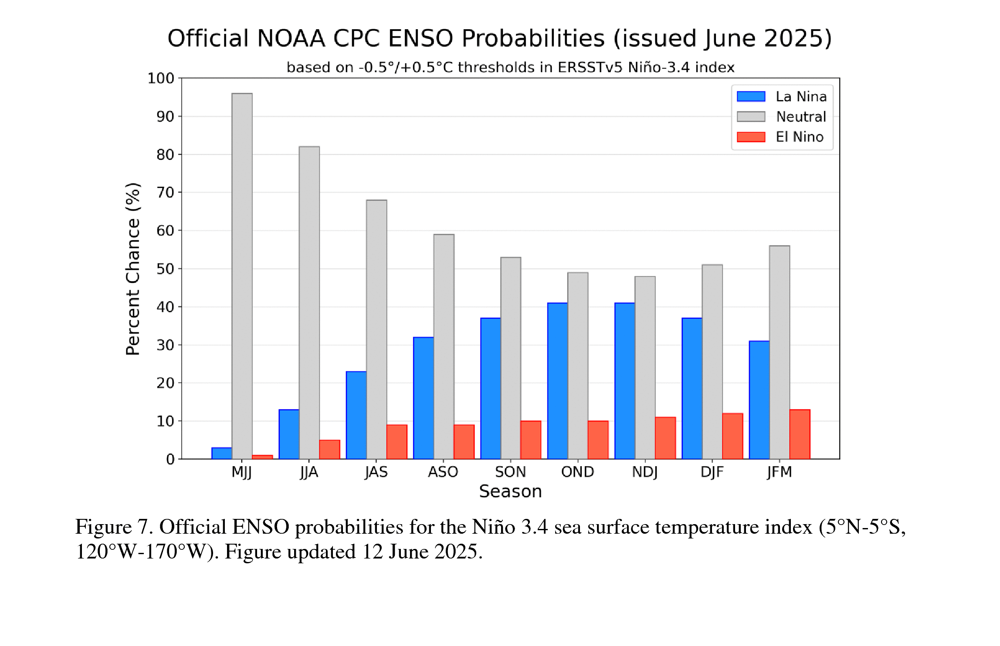 Official NOAA CPC ENSO Probabilities (issued June 2025)
based on -0.5°/+0.5°C thresholds in ERSSTv5 Niño-3.4 index
100
90
80
70
60
50
40
30
20
10
0
Percent Chance (%)
La Nina
Neutral
El Nino
MJJ JJA JAS ASO SON OND NDJ DJF JFM
Season
Figure 7. Official ENSO probabilities for the Niño 3.4 sea surface temperature index (5°N-5°S,
120°W-170°W). Figure updated 12 June 2025.